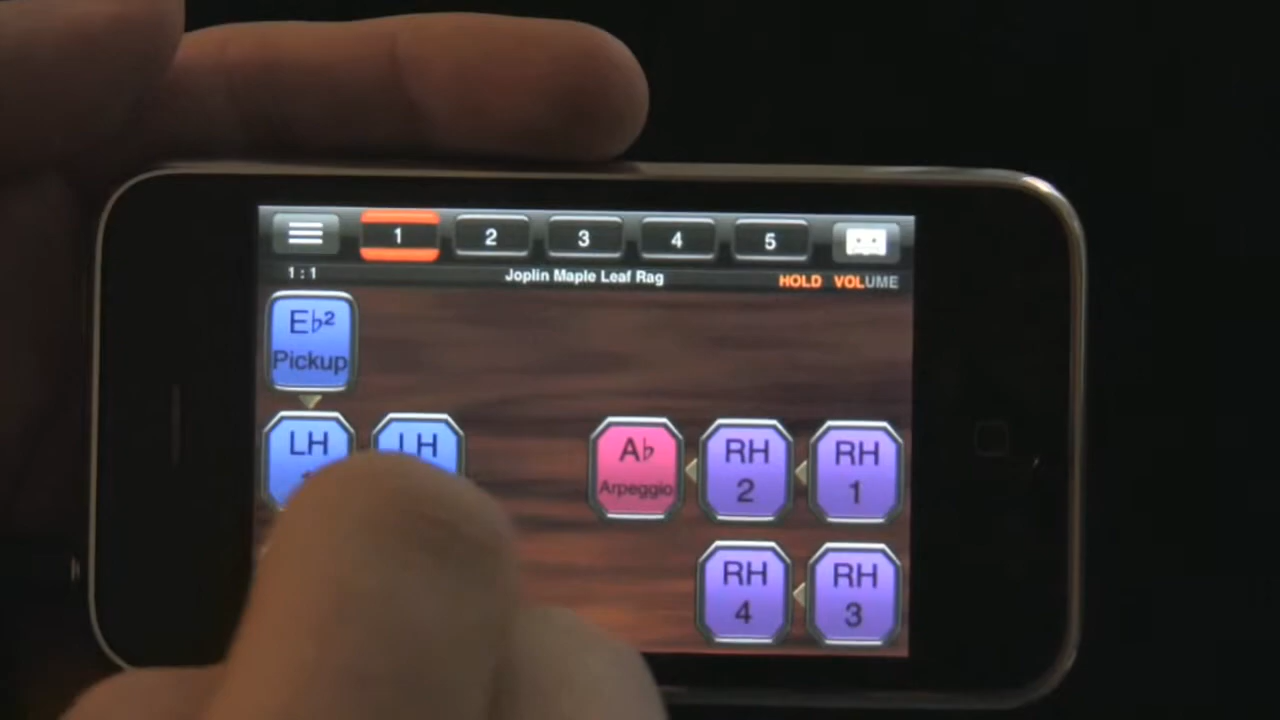 1 2 3 4 5
1 : 1 Joplin Maple Leaf Rag HOLD VOLUME
E♭²
Pickup
LH LH A♭ RH RH
Arpeggio 2 1
RH RH
4 3